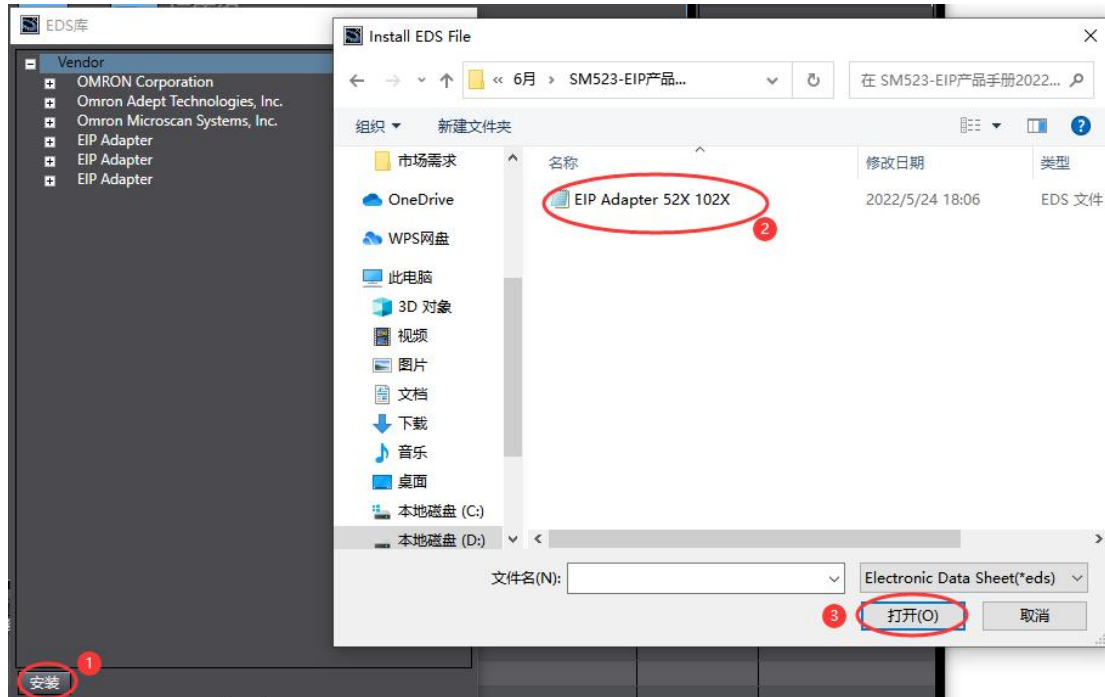 EDS库
Vendor
OMRON Corporation
Omron Adept Technologies, Inc.
Omron Microscan Systems, Inc.
EIP Adapter
EIP Adapter
EIP Adapter
安装
1
Install EDS File
« 6月 › SM523-EIP产品...
在 SM523-EIP产品手册2022...
组织 新建文件夹
市场需求
OneDrive
WPS网盘
此电脑
3D 对象
视频
图片
文档
下载
音乐
桌面
本地磁盘 (C:)
本地磁盘 (D:)
名称 修改日期 类型
EIP Adapter 52X 102X 2022/5/24 18:06 EDS 文件
2
文件名(N): Electronic Data Sheet(*eds)
3 打开(O) 取消